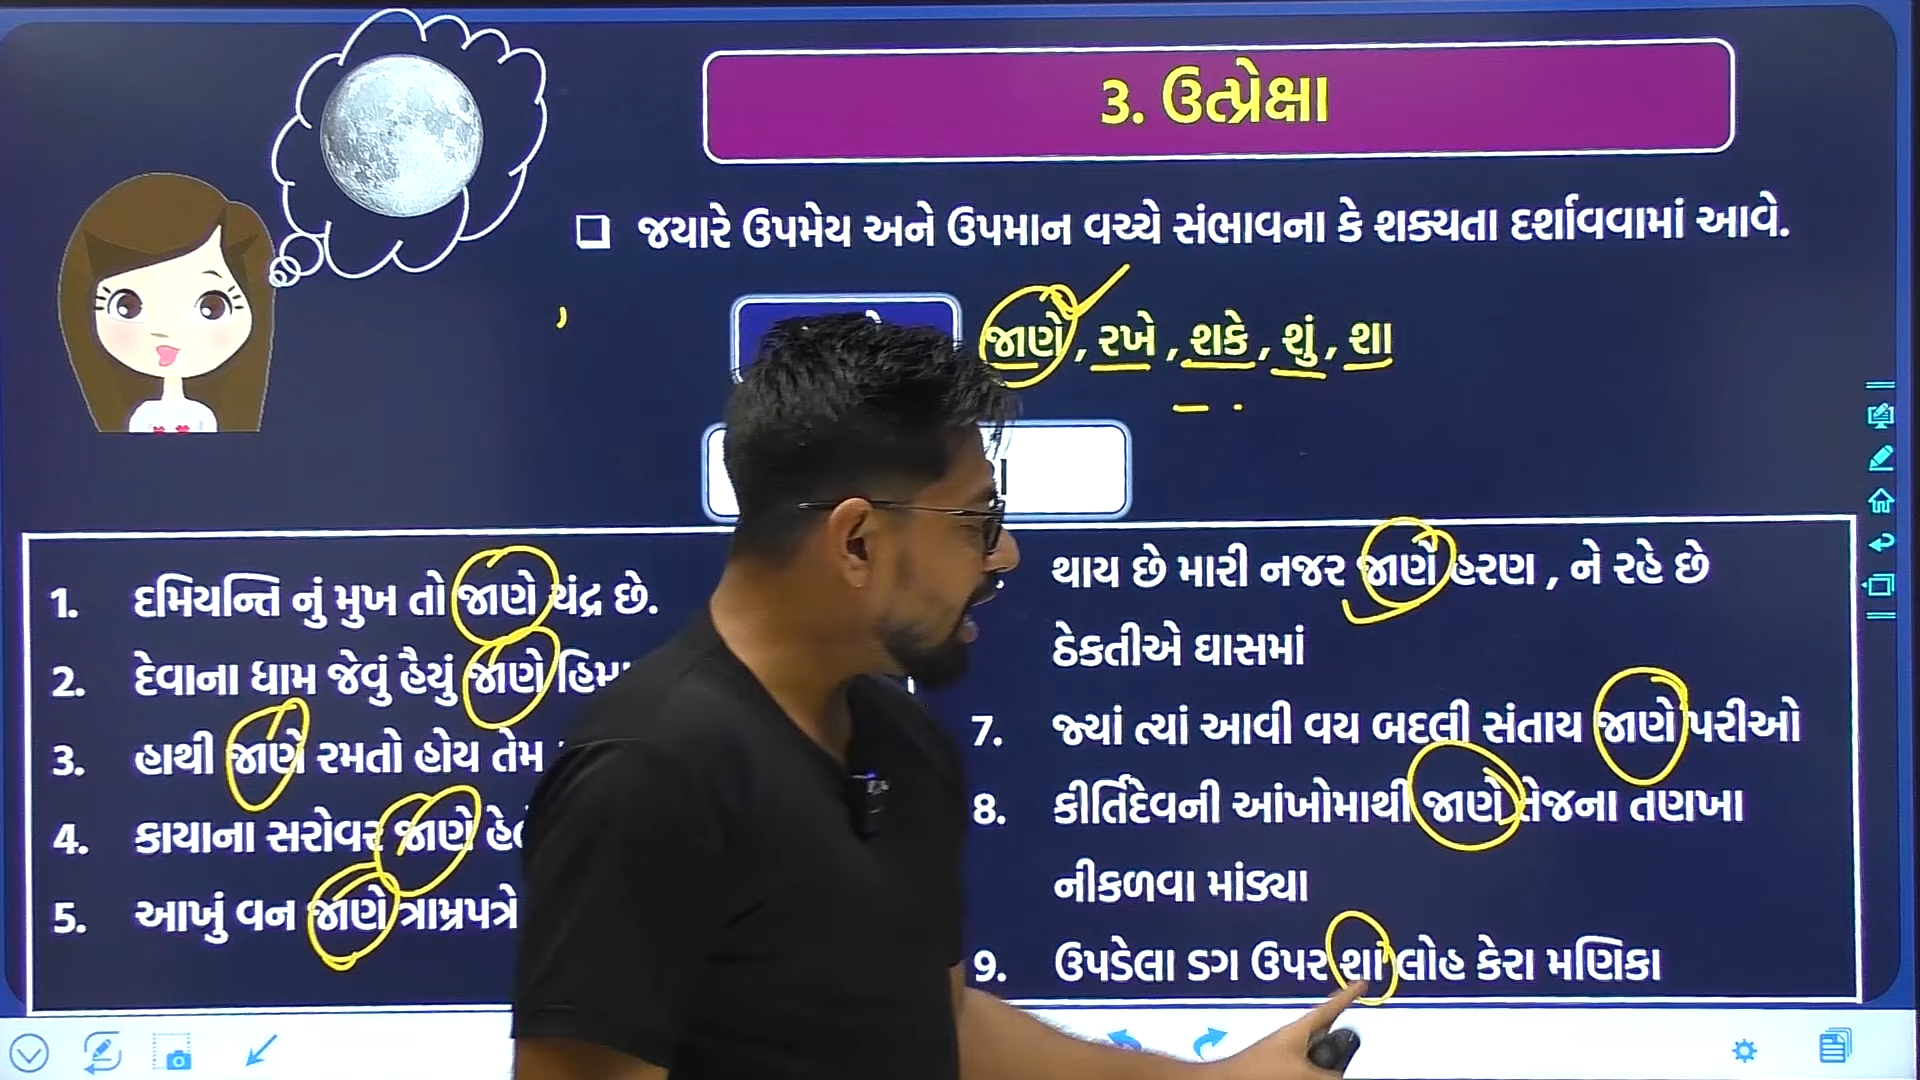 3. ઉત્પ્રેક્ષા
જયારે ઉપમેય અને ઉપમાન વચ્ચે સંભાવના કે શક્યતા દર્શાવવામાં આવે.
જાણે , રખે , શકે , શું , શા
1. દમિયન્તિ નું મુખ તો જાણે ચંદ્ર છે.
2. દેવાના ધામ જેવું હૈયું જાણે
3. હાથી જાણે રમતો હોય તેમ
4. કાયાના સરોવર જાણે
5. આખું વન જાણે ત્રામ્રપત્રે
થાય છે મારી નજર જાણે હરણ , ને રહે છે
ઠેકતીએ ઘાસમાં
7. જ્યાં ત્યાં આવી વય બદલી સંતાય જાણે પરીઓ
8. કીર્તિદેવની આંખોમાથી જાણે તેજના તણખા
નીકળવા માંડ્યા
9. ઉપડેલા ડગ ઉપર શા લોહ કેરા મણિકા